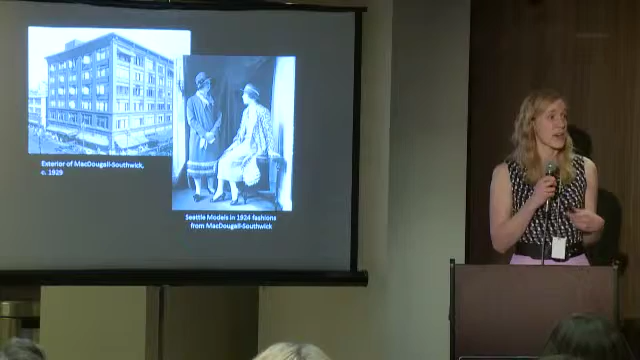 Exterior of MacDougall-Southwick,
c. 1929
Seattle Models in 1924 fashions
from MacDougall-Southwick